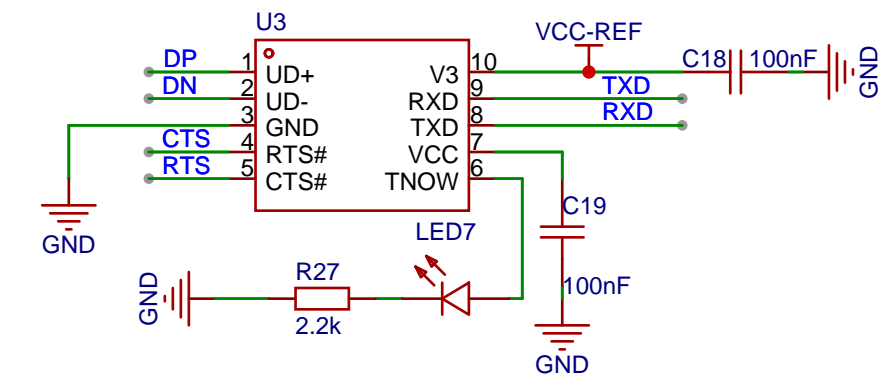 U3
VCC-REF
DP 1 UD+ V3 10 C18 100nF GND
DN 2 UD- RXD 9 TXD
3 GND TXD 8 RXD
CTS 4 RTS# VCC 7
RTS 5 CTS# TNOW 6
C19
GND
LED7
R27
100nF
GND
2.2k
GND